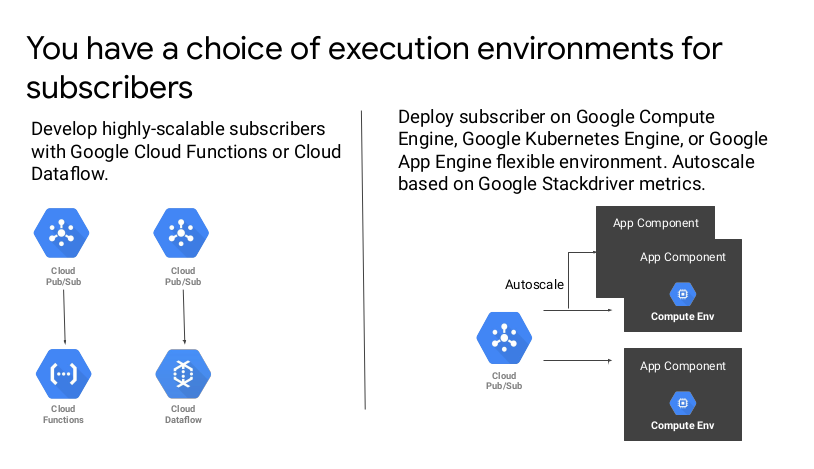 You have a choice of execution environments for
subscribers
Develop highly-scalable subscribers
with Google Cloud Functions or Cloud
Dataflow.
Cloud
Pub/Sub
Cloud
Pub/Sub
Cloud
Functions
Cloud
Dataflow
Deploy subscriber on Google Compute
Engine, Google Kubernetes Engine, or Google
App Engine flexible environment. Autoscale
based on Google Stackdriver metrics.
App Component
App Component
Compute Env
Autoscale
Cloud
Pub/Sub
App Component
Compute Env